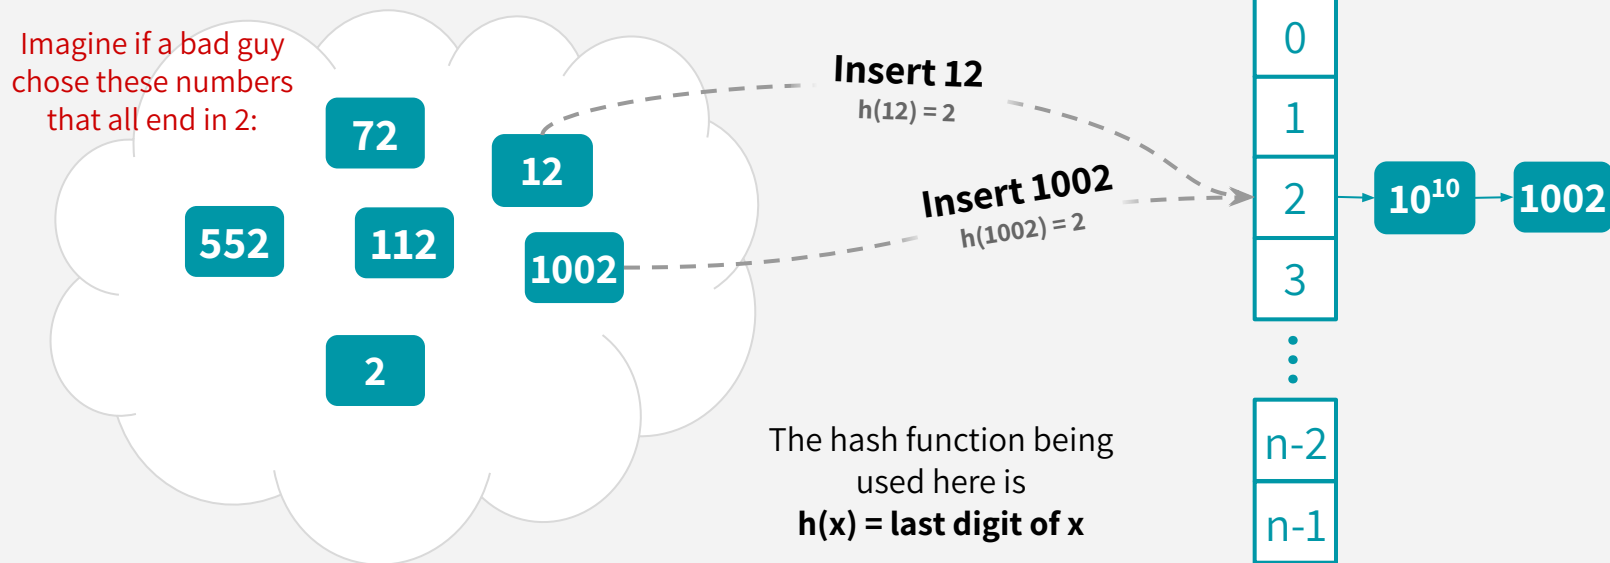 Imagine if a bad guy
chose these numbers
that all end in 2:
72
12
552
112
1002
2
Insert 12
h(12) = 2
Insert 1002
h(1002) = 2
The hash function being
used here is
h(x) = last digit of x
0
1
2
3
n-2
n-1
10¹⁰
1002